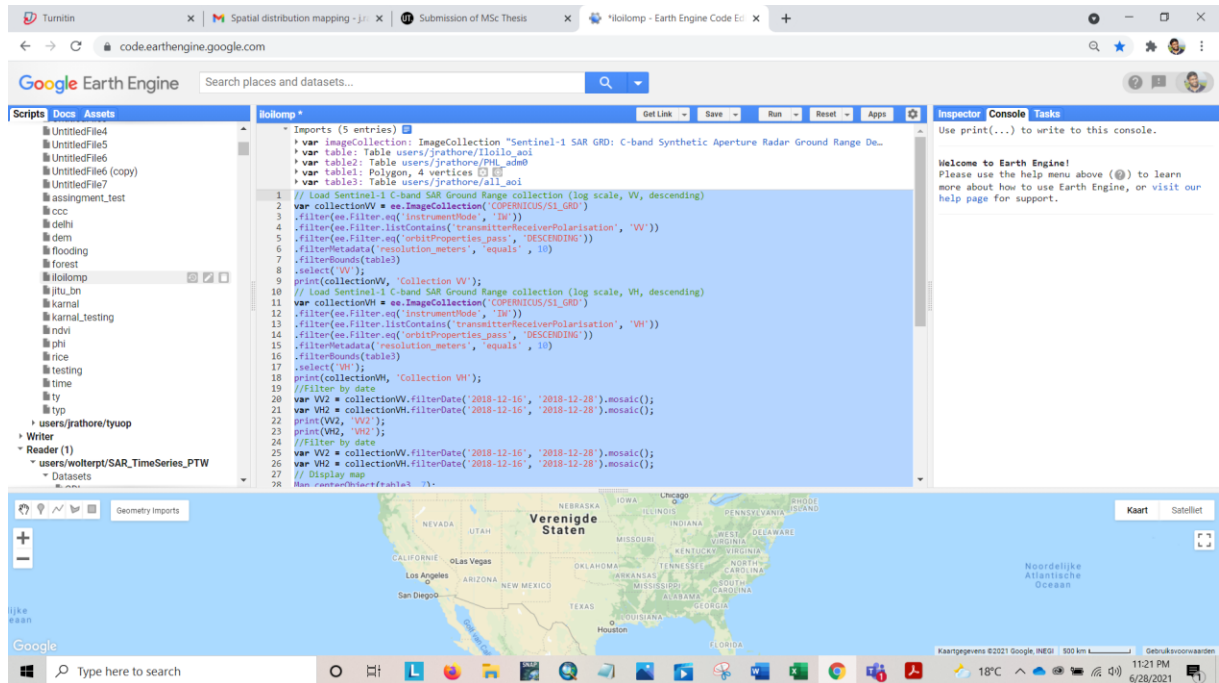 Turnitin
Spatial distribution mapping - j.r
Submission of MSc Thesis
*iloilomp - Earth Engine Code Ed
code.earthengine.google.com
Google Earth Engine
Search places and datasets...
Scripts Docs Assets
UntitledFile4
UntitledFile5
UntitledFile6
UntitledFile6 (copy)
UntitledFile7
assingment_test
ccc
delhi
dem
flooding
forest
iloilomp
jitu_bn
karnal
karnal_testing
ndvi
phi
rice
testing
time
ty
typ
users/jrathore/tyuop
Writer
Reader (1)
users/wolterpt/SAR_TimeSeries_PTW
Datasets
iloilomp *
Get Link Save Run Reset Apps
Imports (5 entries)
var imageCollection: ImageCollection "Sentinel-1 SAR GRD: C-band Synthetic Aperture Radar Ground Range De…
var table: Table users/jrathore/Iloilo_aoi
var table2: Table users/jrathore/PHL_adm0
var table1: Polygon, 4 vertices
var table3: Table users/jrathore/all_aoi
1 // Load Sentinel-1 C-band SAR Ground Range collection (log scale, VV, descending)
2 var collectionVV = ee.ImageCollection('COPERNICUS/S1_GRD')
3 .filter(ee.Filter.eq('instrumentMode', 'IW'))
4 .filter(ee.Filter.listContains('transmitterReceiverPolarisation', 'VV'))
5 .filter(ee.Filter.eq('orbitProperties_pass', 'DESCENDING'))
6 .filterMetadata('resolution_meters', 'equals' , 10)
7 .filterBounds(table3)
8 .select('VV');
9 print(collectionVV, 'Collection VV');
10 // Load Sentinel-1 C-band SAR Ground Range collection (log scale, VH, descending)
11 var collectionVH = ee.ImageCollection('COPERNICUS/S1_GRD')
12 .filter(ee.Filter.eq('instrumentMode', 'IW'))
13 .filter(ee.Filter.listContains('transmitterReceiverPolarisation', 'VH'))
14 .filter(ee.Filter.eq('orbitProperties_pass', 'DESCENDING'))
15 .filterMetadata('resolution_meters', 'equals' , 10)
16 .filterBounds(table3)
17 .select('VH');
18 print(collectionVH, 'Collection VH');
19 //Filter by date
20 var VV2 = collectionVV.filterDate('2018-12-16', '2018-12-28').mosaic();
21 var VH2 = collectionVH.filterDate('2018-12-16', '2018-12-28').mosaic();
22 print(VV2, 'VV2');
23 print(VH2, 'VH2');
24 //Filter by date
25 var VV2 = collectionVV.filterDate('2018-12-16', '2018-12-28').mosaic();
26 var VH2 = collectionVH.filterDate('2018-12-16', '2018-12-28').mosaic();
27 // Display map
28 Map.centerObject(table3, 7);
Inspector Console Tasks
Use print(...) to write to this console.
Welcome to Earth Engine!
Please use the help menu above (?) to learn
more about how to use Earth Engine, or visit our
help page for support.
Geometry Imports
Kaart Satelliet
IOWA
Chicago
NEBRASKA
ILLINOIS
INDIANA
PENNSYLVANIA
RHODE
ISLAND
NEVADA
UTAH
Verenigde
Staten
MISSOURI
WEST
VIRGINIA
DELAWARE
KENTUCKY
VIRGINIA
CALIFORNIË
Las Vegas
OKLAHOMA
TENNESSEE
NORTH
CAROLINA
Los Angeles
ARIZONA
NEW MEXICO
ARKANSAS
MISSISSIPPI
SOUTH
CAROLINA
San Diego
ALABAMA
GEORGIA
TEXAS
LOUISIANA
Houston
FLORIDA
Golf van
Noordelijke
Atlantische
Oceaan
lijke
eaan
Google
Kaartgegevens ©2021 Google, INEGI 500 km Gebruiksvoorwaarden
Type here to search
18°C
11:21 PM
6/28/2021